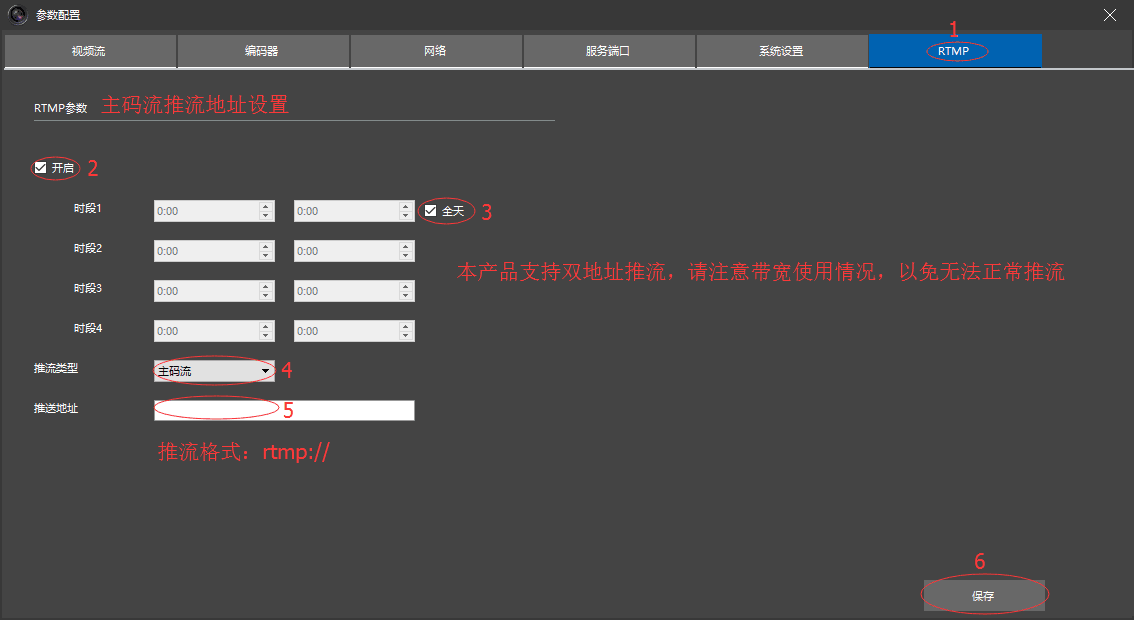 参数配置
1
视频流 编码器 网络 服务端口 系统设置 RTMP
RTMP参数 主码流推流地址设置
开启 2
时段1 0:00 0:00 全天 3
时段2 0:00 0:00
本产品支持双地址推流，请注意带宽使用情况，以免无法正常推流
时段3 0:00 0:00
时段4 0:00 0:00
推流类型 主码流 4
推送地址 5
推流格式：rtmp://
6
保存